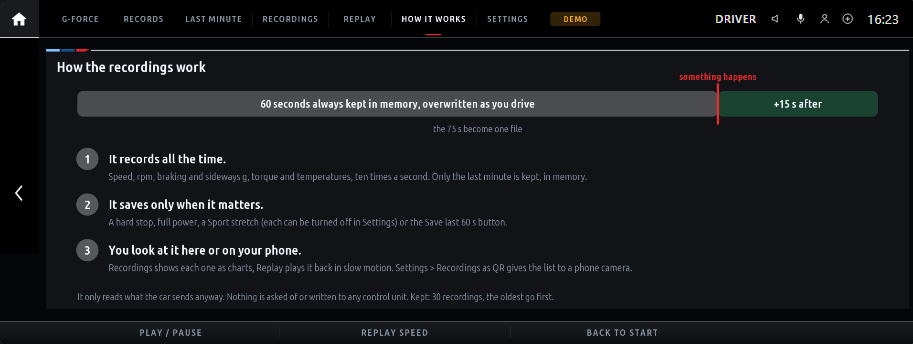 G-FORCE RECORDS LAST MINUTE RECORDINGS REPLAY HOW IT WORKS SETTINGS DEMO DRIVER 16:23
How the recordings work
something happens
60 seconds always kept in memory, overwritten as you drive +15 s after
the 75 s become one file
1 It records all the time.
Speed, rpm, braking and sideways g, torque and temperatures, ten times a second. Only the last minute is kept, in memory.
2 It saves only when it matters.
A hard stop, full power, a Sport stretch (each can be turned off in Settings) or the Save last 60 s button.
3 You look at it here or on your phone.
Recordings shows each one as charts, Replay plays it back in slow motion. Settings > Recordings as QR gives the list to a phone camera.
It only reads what the car sends anyway. Nothing is asked of or written to any control unit. Kept: 30 recordings, the oldest go first.
PLAY / PAUSE REPLAY SPEED BACK TO START